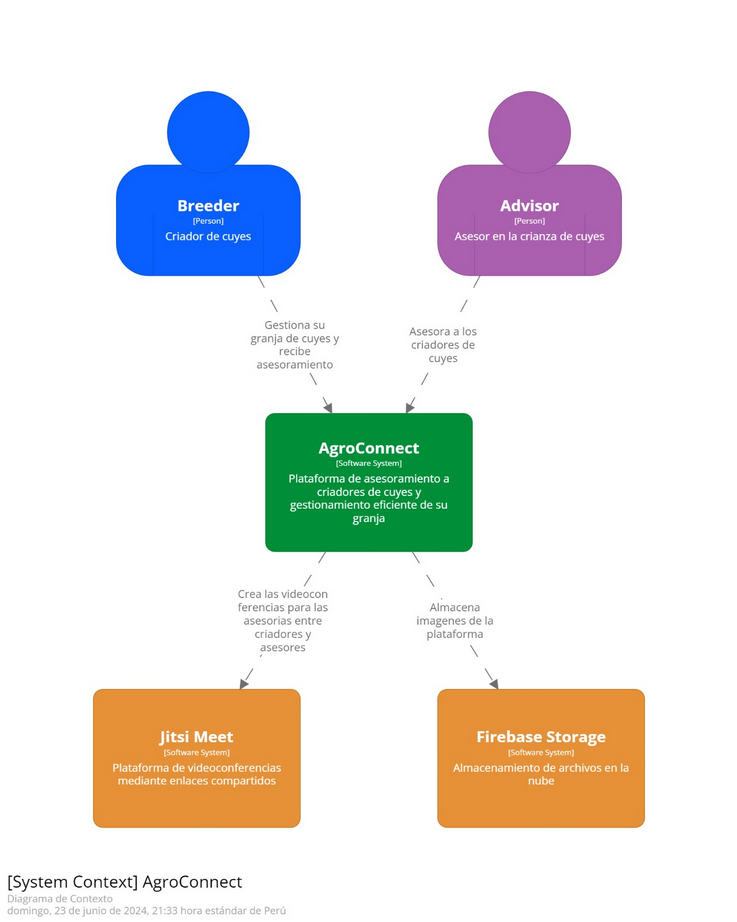 Breeder
[Person]
Criador de cuyes
Advisor
[Person]
Asesor en la crianza de cuyes
Gestiona su
granja de cuyes y
recibe
asesoramiento
Asesora a los
criadores de
cuyes
AgroConnect
[Software System]
Plataforma de asesoramiento a
criadores de cuyes y
gestionamiento eficiente de su
granja
Crea las videocon
ferencias para las
asesorias entre
criadores y
asesores
Almacena
imagenes de la
plataforma
Jitsi Meet
[Software System]
Plataforma de videoconferencias
mediante enlaces compartidos
Firebase Storage
[Software System]
Almacenamiento de archivos en la
nube
[System Context] AgroConnect
Diagrama de Contexto
domingo, 23 de junio de 2024, 21:33 hora estándar de Perú